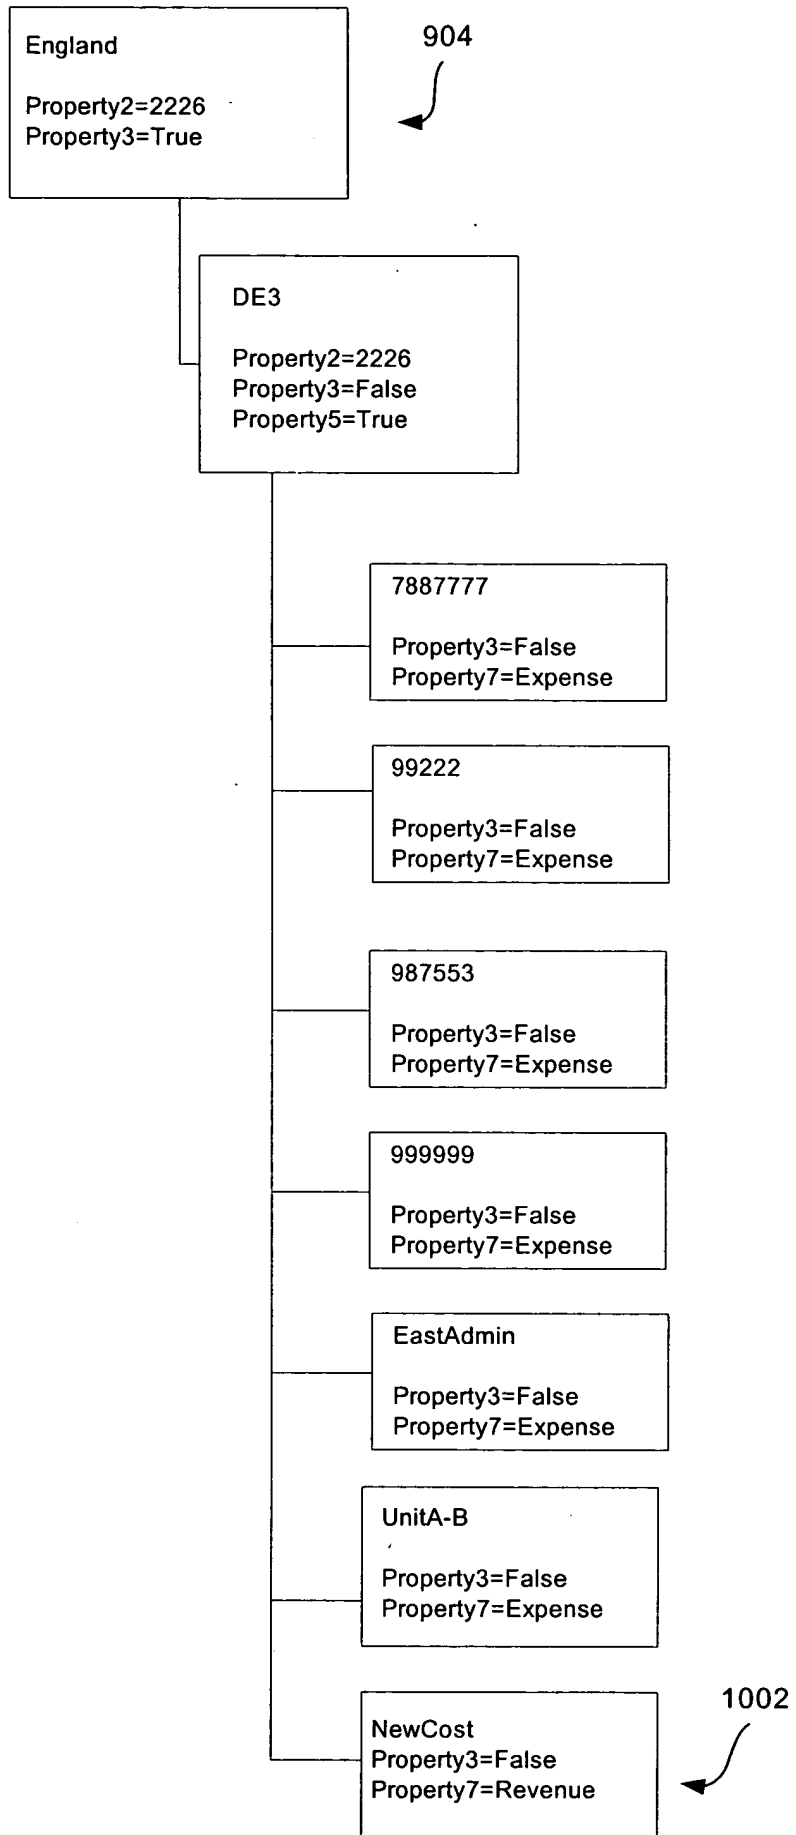 England
904
Property2=2226
Property3=True
DE3
Property2=2226
Property3=False
Property5=True
7887777
Property3=False
Property7=Expense
99222
Property3=False
Property7=Expense
987553
Property3=False
Property7=Expense
999999
Property3=False
Property7=Expense
EastAdmin
Property3=False
Property7=Expense
UnitA-B
Property3=False
Property7=Expense
1002
NewCost
Property3=False
Property7=Revenue